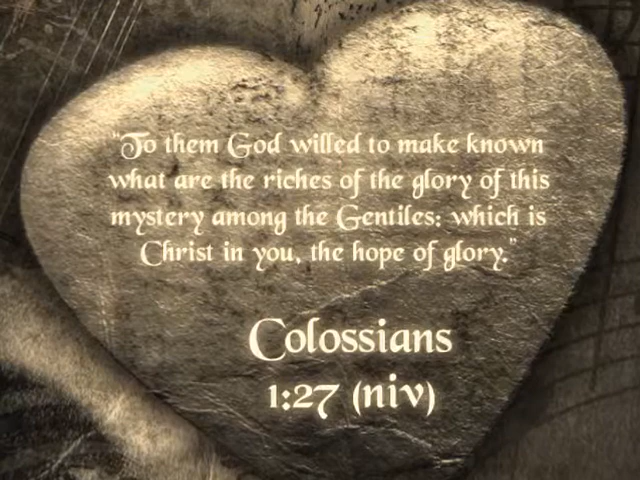 "To them God willed to make known
what are the riches of the glory of this
mystery among the Gentiles: which is
Christ in you, the hope of glory."
Colossians
1:27 (niv)